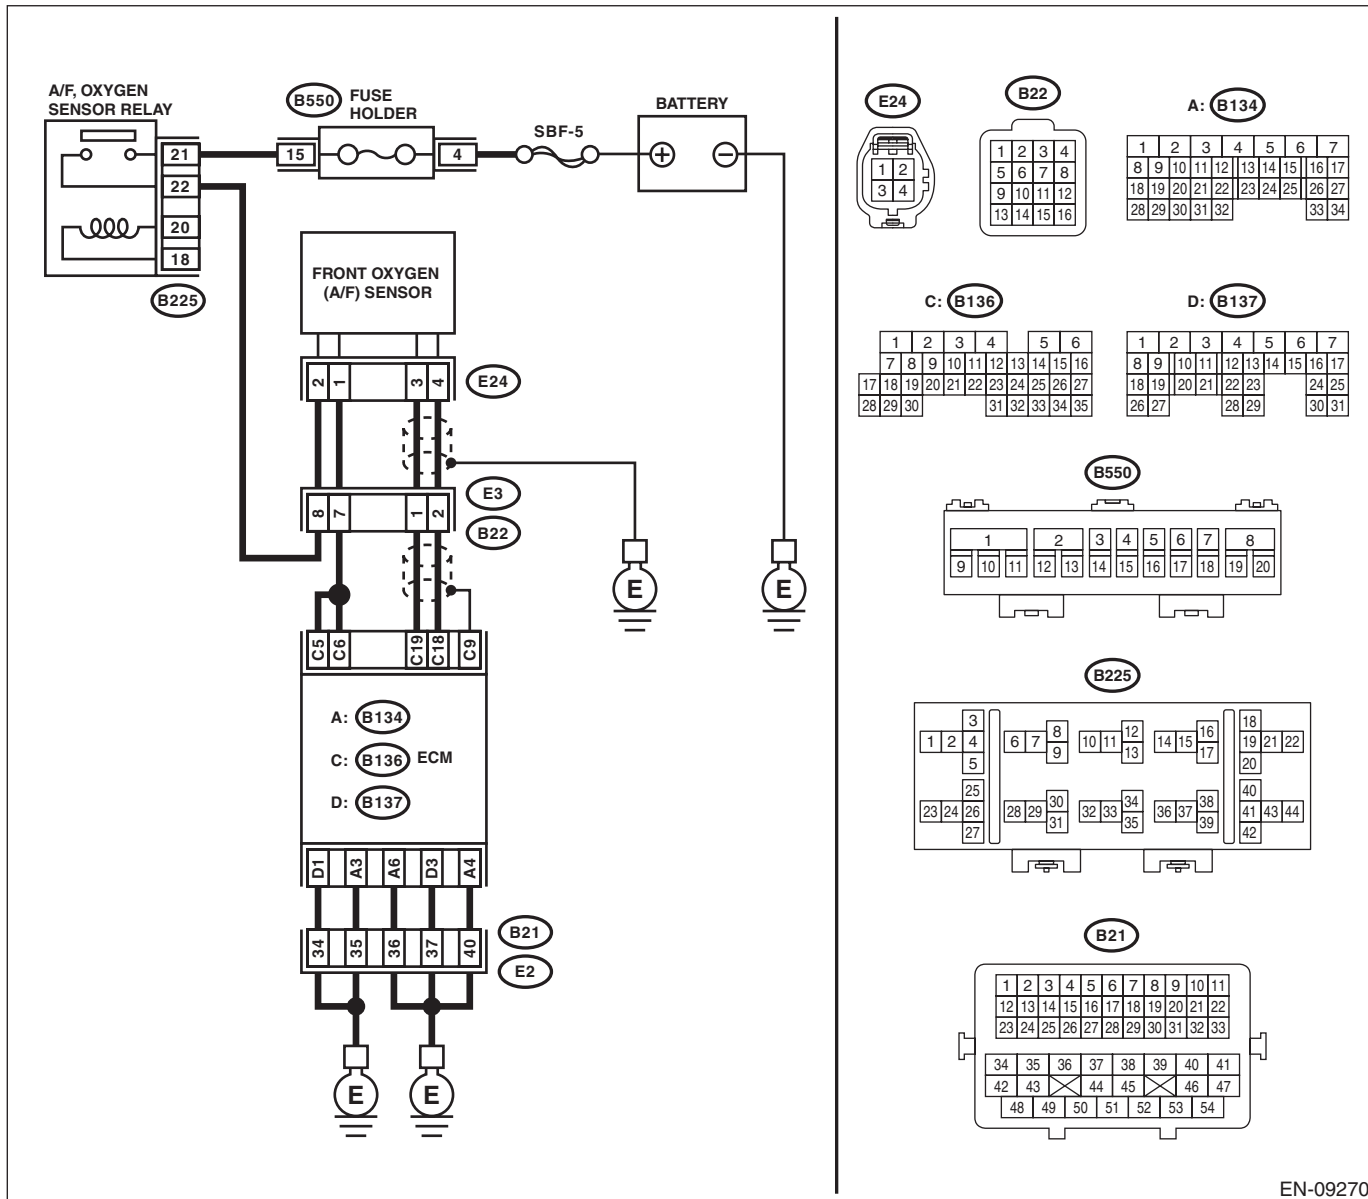 A/F, OXYGEN
SENSOR RELAY
B550
FUSE
HOLDER
SBF-5
BATTERY
21
22
20
18
15
4
+
−
B225
FRONT OXYGEN
(A/F) SENSOR
2 1 3 4
E24
8 7 1 2
E3
B22
E
E
C5 C6 C19 C18 C9
A: B134
C: B136 ECM
D: B137
D1 A3 A6 D3 A4
34 35 36 37 40
B21
E2
E
E
E24
1 2
3 4
B22
1 2 3 4
5 6 7 8
9 10 11 12
13 14 15 16
A: B134
1 2 3 4 5 6 7
8 9 10 11 12 13 14 15 16 17
18 19 20 21 22 23 24 25 26 27
28 29 30 31 32 33 34
C: B136
1 2 3 4 5 6
7 8 9 10 11 12 13 14 15 16
17 18 19 20 21 22 23 24 25 26 27
28 29 30 31 32 33 34 35
D: B137
1 2 3 4 5 6 7
8 9 10 11 12 13 14 15 16 17
18 19 20 21 22 23 24 25
26 27 28 29 30 31
B550
1 2 3 4 5 6 7 8
9 10 11 12 13 14 15 16 17 18 19 20
B225
3 8 12 16 18
1 2 4 6 7 10 11 14 15 19 21 22
5 9 13 17 20
25 30 34 38 40
23 24 26 28 29 32 33 36 37 41 43 44
27 31 35 39 42
B21
1 2 3 4 5 6 7 8 9 10 11
12 13 14 15 16 17 18 19 20 21 22
23 24 25 26 27 28 29 30 31 32 33
34 35 36 37 38 39 40 41
42 43 44 45 46 47
48 49 50 51 52 53 54
EN-09270